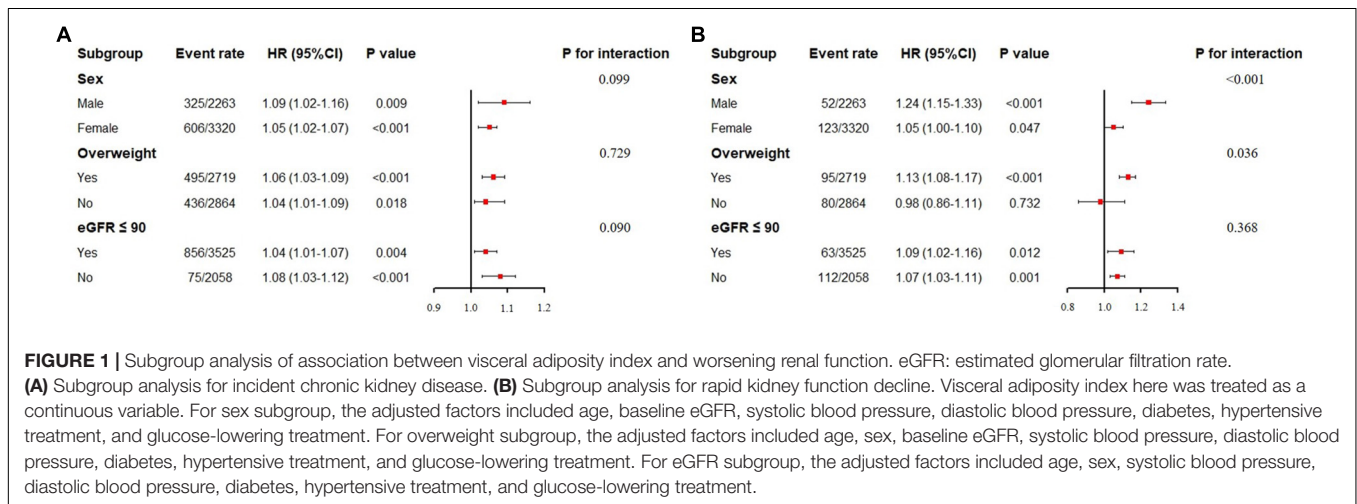 A
Subgroup Event rate HR (95%CI) P value P for interaction
Sex 0.099
Male 325/2263 1.09 (1.02-1.16) 0.009
Female 606/3320 1.05 (1.02-1.07) <0.001
Overweight 0.729
Yes 495/2719 1.06 (1.03-1.09) <0.001
No 436/2864 1.04 (1.01-1.09) 0.018
eGFR ≤ 90 0.090
Yes 856/3525 1.04 (1.01-1.07) 0.004
No 75/2058 1.08 (1.03-1.12) <0.001
0.9 1.0 1.1 1.2
B
Subgroup Event rate HR (95%CI) P value P for interaction
Sex <0.001
Male 52/2263 1.24 (1.15-1.33) <0.001
Female 123/3320 1.05 (1.00-1.10) 0.047
Overweight 0.036
Yes 95/2719 1.13 (1.08-1.17) <0.001
No 80/2864 0.98 (0.86-1.11) 0.732
eGFR ≤ 90 0.368
Yes 63/3525 1.09 (1.02-1.16) 0.012
No 112/2058 1.07 (1.03-1.11) 0.001
0.8 1.0 1.2 1.4
FIGURE 1 | Subgroup analysis of association between visceral adiposity index and worsening renal function. eGFR: estimated glomerular filtration rate.
(A) Subgroup analysis for incident chronic kidney disease. (B) Subgroup analysis for rapid kidney function decline. Visceral adiposity index here was treated as a
continuous variable. For sex subgroup, the adjusted factors included age, baseline eGFR, systolic blood pressure, diastolic blood pressure, diabetes, hypertensive
treatment, and glucose-lowering treatment. For overweight subgroup, the adjusted factors included age, sex, baseline eGFR, systolic blood pressure, diastolic blood
pressure, diabetes, hypertensive treatment, and glucose-lowering treatment. For eGFR subgroup, the adjusted factors included age, sex, systolic blood pressure,
diastolic blood pressure, diabetes, hypertensive treatment, and glucose-lowering treatment.